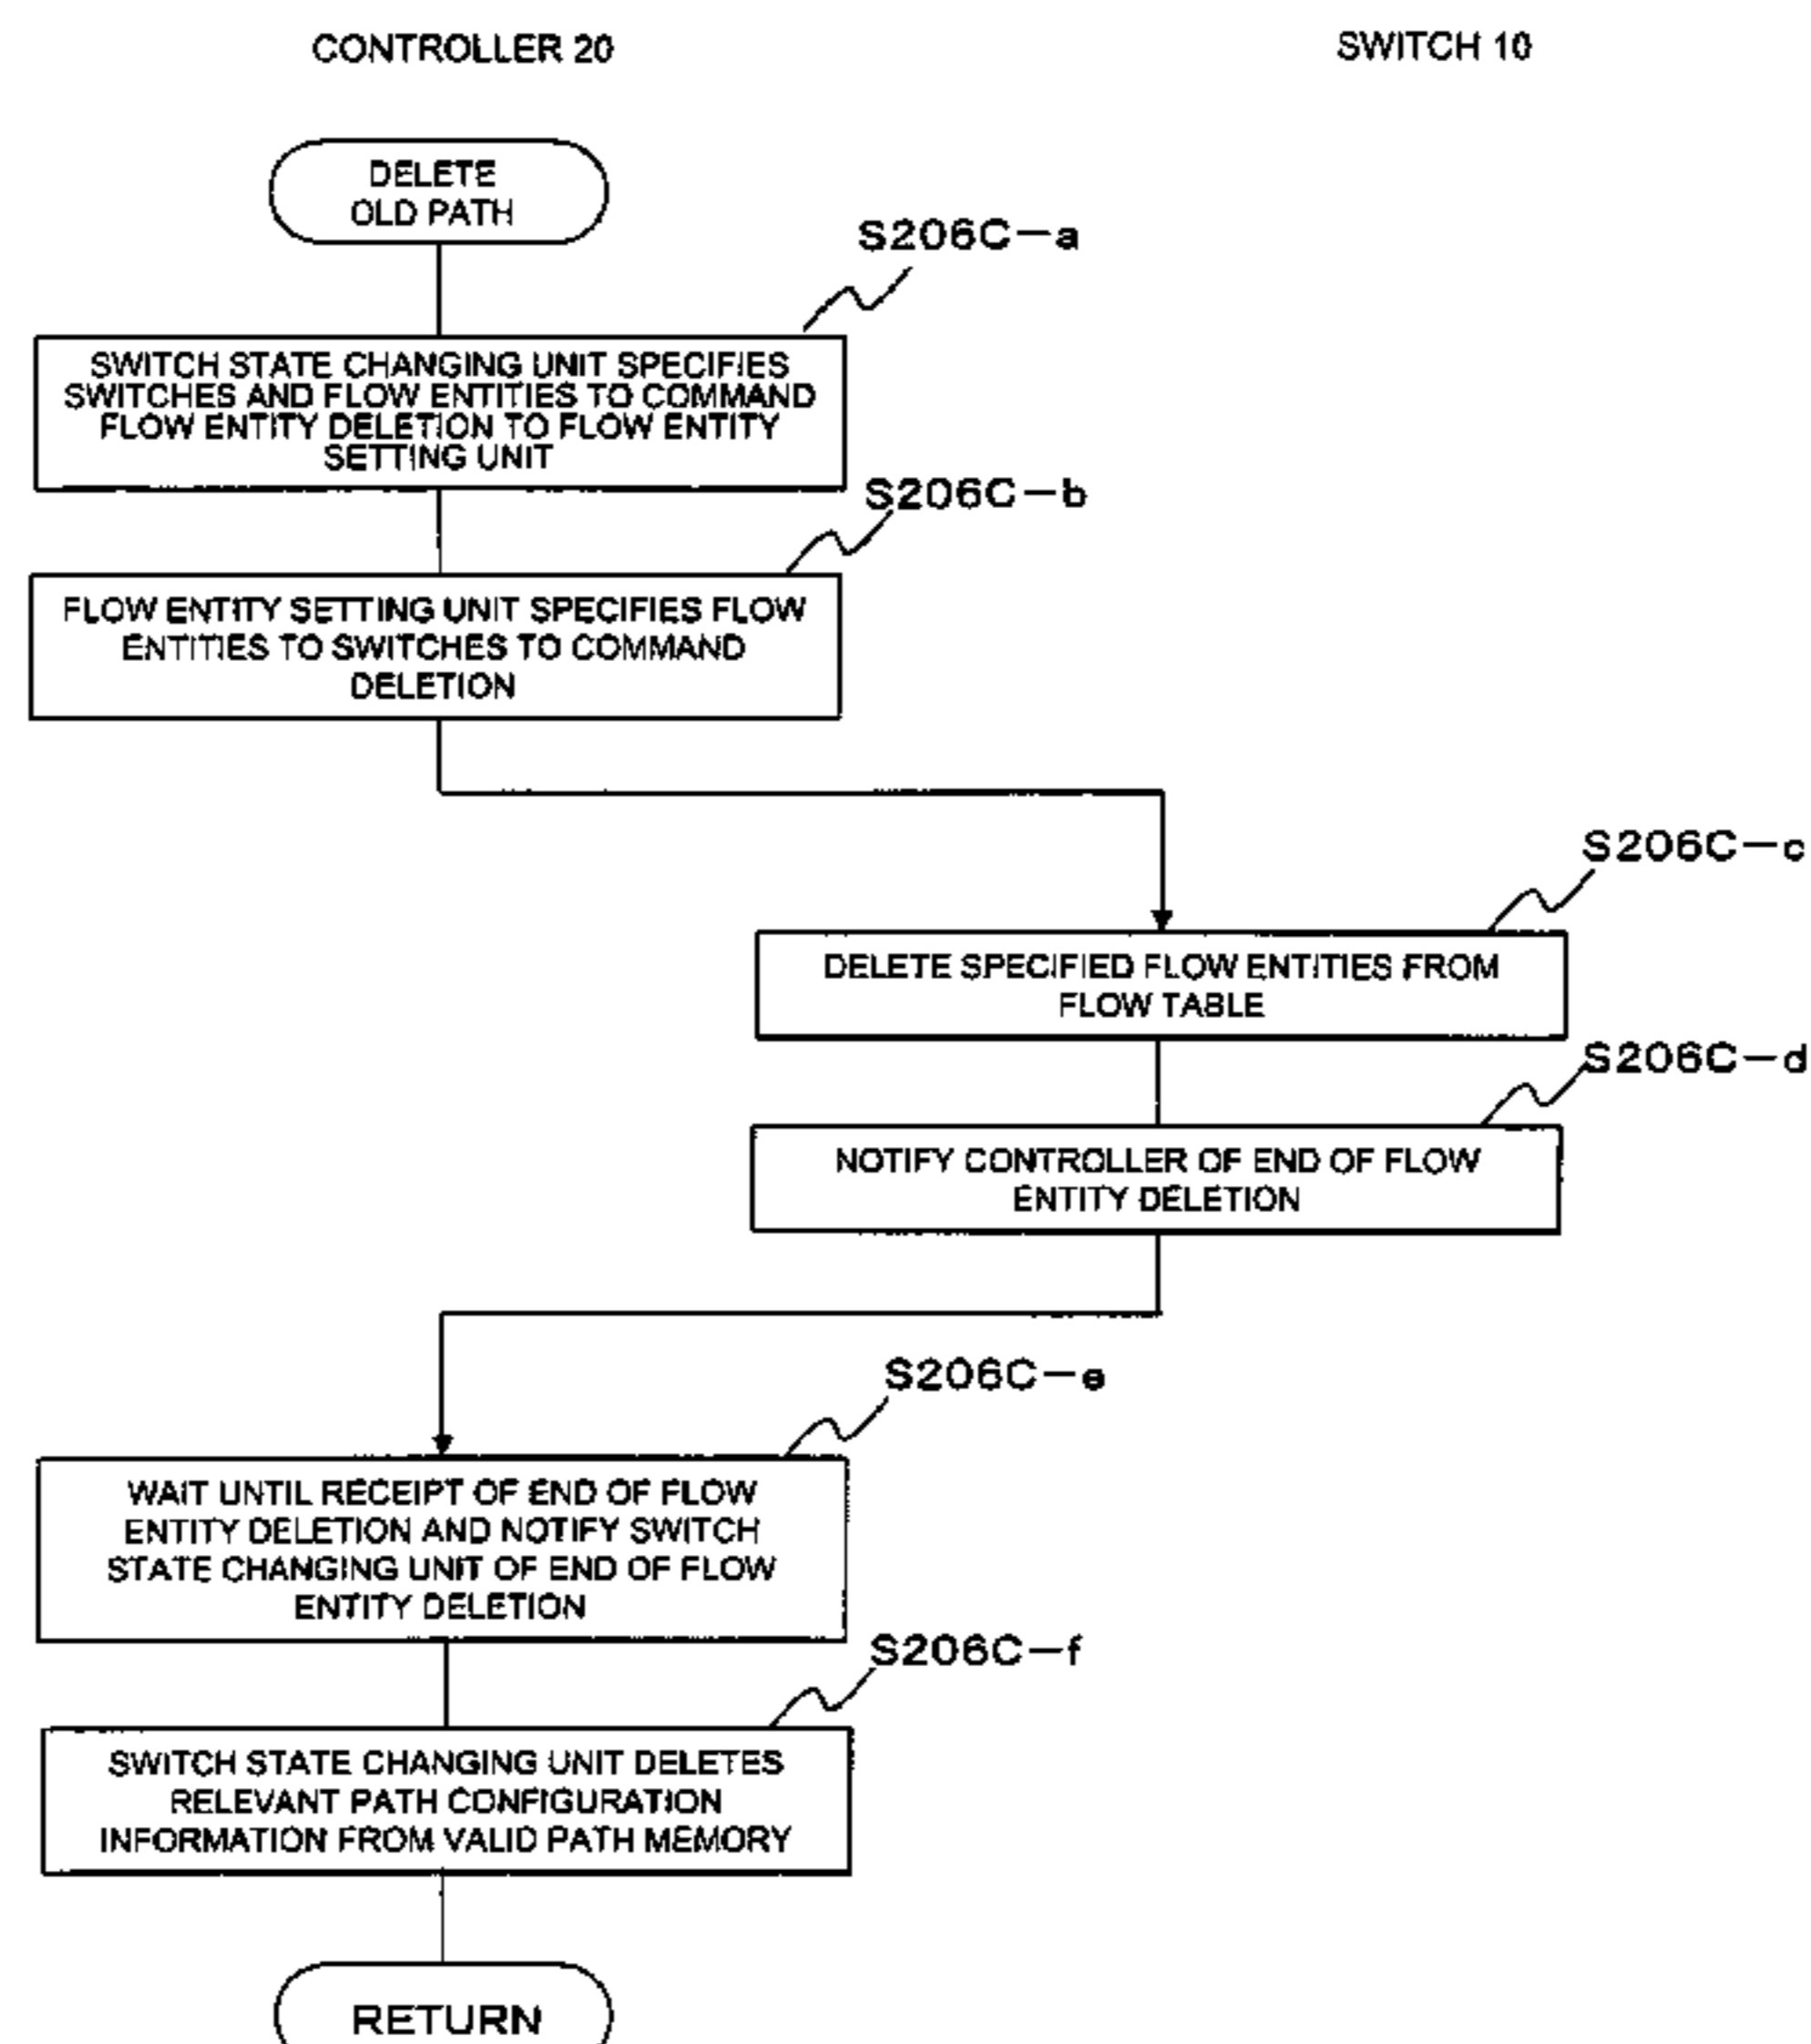 CONTROLLER 20
SWITCH 10
DELETE
OLD PATH
S206C-a
SWITCH STATE CHANGING UNIT SPECIFIES
SWITCHES AND FLOW ENTITIES TO COMMAND
FLOW ENTITY DELETION TO FLOW ENTITY
SETTING UNIT
S206C-b
FLOW ENTITY SETTING UNIT SPECIFIES FLOW
ENTITIES TO SWITCHES TO COMMAND
DELETION
S206C-c
DELETE SPECIFIED FLOW ENTITIES FROM
FLOW TABLE
S206C-d
NOTIFY CONTROLLER OF END OF FLOW
ENTITY DELETION
S206C-e
WAIT UNTIL RECEIPT OF END OF FLOW
ENTITY DELETION AND NOTIFY SWITCH
STATE CHANGING UNIT OF END OF FLOW
ENTITY DELETION
S206C-f
SWITCH STATE CHANGING UNIT DELETES
RELEVANT PATH CONFIGURATION
INFORMATION FROM VALID PATH MEMORY
RETURN